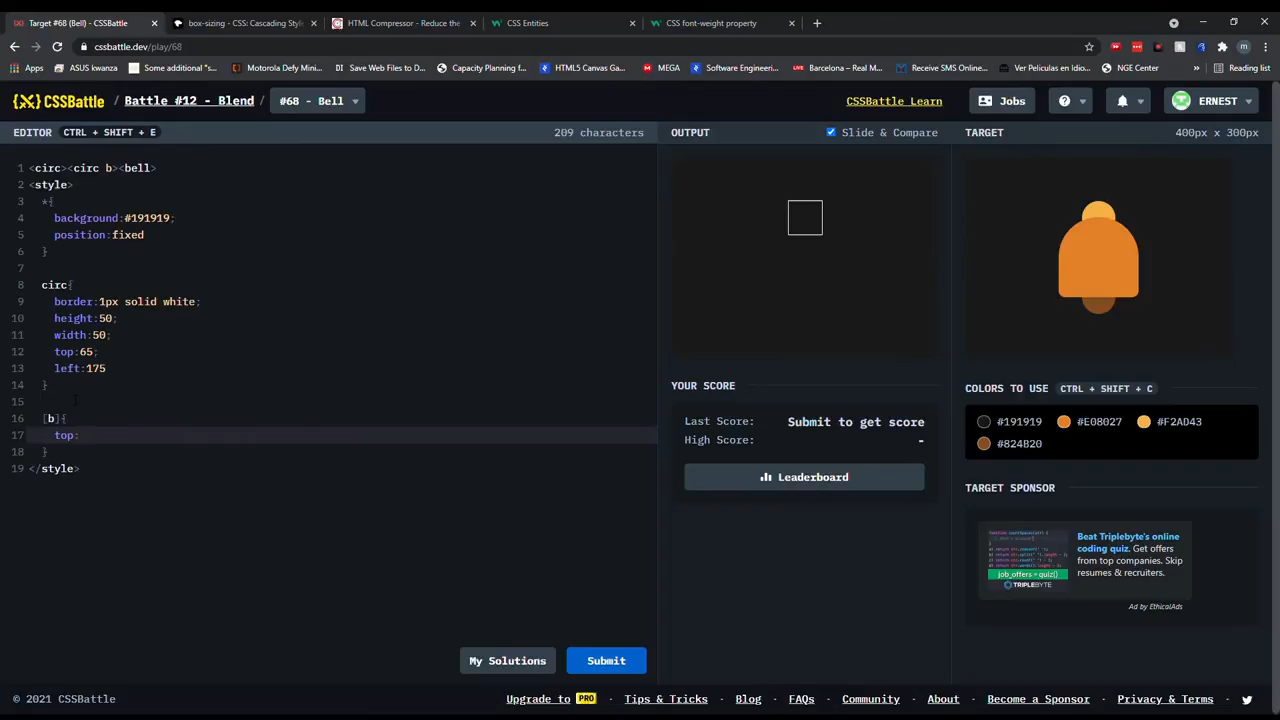 Target #68 (Bell) - CSSBattle
box-sizing - CSS: Cascading Style
HTML Compressor - Reduce the
CSS Entities
CSS font-weight property
cssbattle.dev/play/68
Apps
ASUS kwanza
Some additional "s...
Motorola Defy Mini...
Save Web Files to D...
Capacity Planning f...
HTML5 Canvas Ga...
MEGA
Software Engineeri...
Barcelona – Real M...
Receive SMS Online...
Ver Peliculas en Idio...
NGE Center
Reading list
{X} CSSBattle / Battle #12 - Blend / #68 - Bell
CSSBattle Learn
Jobs
ERNEST
EDITOR CTRL + SHIFT + E
209 characters
OUTPUT
Slide & Compare
TARGET
400px x 300px
1 <circ><circ b><bell>
2 <style>
3 *{
4 background:#191919;
5 position:fixed
6 }
7
8 circ{
9 border:1px solid white;
10 height:50;
11 width:50;
12 top:65;
13 left:175
14 }
15
16 [b]{
17 top:
18 }
19 </style>
YOUR SCORE
Last Score: Submit to get score
High Score: -
Leaderboard
COLORS TO USE CTRL + SHIFT + C
#191919
#E08027
#F2AD43
#824B20
TARGET SPONSOR
job_offers = quiz()
TRIPLEBYTE
Beat Triplebyte's online
coding quiz. Get offers
from top companies. Skip
resumes & recruiters.
Ad by EthicalAds
My Solutions
Submit
© 2021 CSSBattle
Upgrade to PRO · Tips & Tricks · Blog · FAQs · Community · About · Become a Sponsor · Privacy & Terms ·